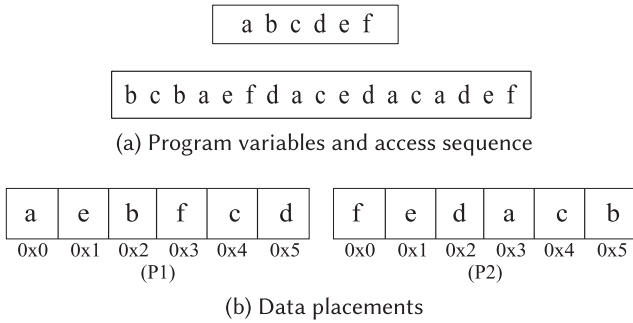 a b c d e f
b c b a e f d a c e d a c a d e f
(a) Program variables and access sequence
a e b f c d f e d a c b
0x0 0x1 0x2 0x3 0x4 0x5 0x0 0x1 0x2 0x3 0x4 0x5
(P1) (P2)
(b) Data placements